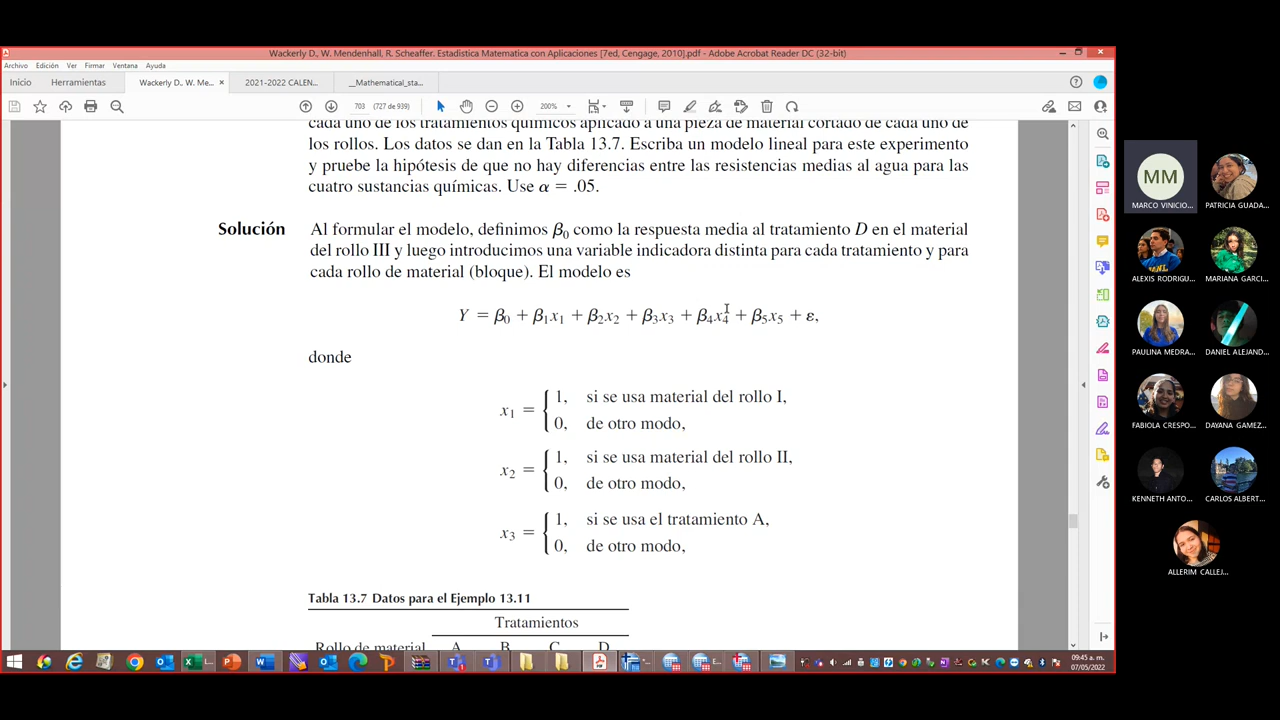 Wackerly D., W. Mendenhall, R. Scheaffer. Estadistica Matematica con Aplicaciones [7ed, Cengage, 2010].pdf - Adobe Acrobat Reader DC (32-bit)
Archivo Edición Ver Firmar Ventana Ayuda
Inicio Herramientas Wackerly D., W. Me... × 2021-2022 CALEN... __Mathematical_sta...
703 (727 de 939) 200%
cada uno de los tratamientos químicos aplicado a una pieza de material cortado de cada uno de
los rollos. Los datos se dan en la Tabla 13.7. Escriba un modelo lineal para este experimento
y pruebe la hipótesis de que no hay diferencias entre las resistencias medias al agua para las
cuatro sustancias químicas. Use α = .05.
Solución Al formular el modelo, definimos β₀ como la respuesta media al tratamiento D en el material
del rollo III y luego introducimos una variable indicadora distinta para cada tratamiento y para
cada rollo de material (bloque). El modelo es
Y = β₀ + β₁x₁ + β₂x₂ + β₃x₃ + β₄x₄ + β₅x₅ + ε,
donde
x₁ = { 1, si se usa material del rollo I,
0, de otro modo,
x₂ = { 1, si se usa material del rollo II,
0, de otro modo,
x₃ = { 1, si se usa el tratamiento A,
0, de otro modo,
Tabla 13.7 Datos para el Ejemplo 13.11
Tratamientos
Rollo de material A B C D
MM
MARCO VINICIO... PATRICIA GUADA...
ALEXIS RODRIGU... MARIANA GARCI...
PAULINA MEDRA... DANIEL ALEJAND...
FABIOLA CRESPO... DAYANA GAMEZ...
KENNETH ANTO... CARLOS ALBERT...
ALLERIM CALLEJ...
09:45 a. m.
07/05/2022